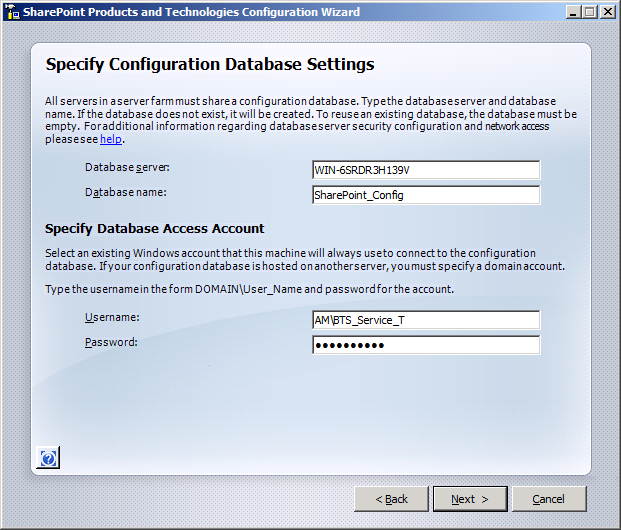 SharePoint Products and Technologies Configuration Wizard
Specify Configuration Database Settings
All servers in a server farm must share a configuration database. Type the database server and database
name. If the database does not exist, it will be created. To reuse an existing database, the database must be
empty. For additional information regarding database server security configuration and network access
please see help.
Database server: WIN-6SRDR3H139V
Database name: SharePoint_Config
Specify Database Access Account
Select an existing Windows account that this machine will always use to connect to the configuration
database. If your configuration database is hosted on another server, you must specify a domain account.
Type the username in the form DOMAIN\User_Name and password for the account.
Username: AM\BTS_Service_T
Password: ●●●●●●●●●●
?
< Back Next > Cancel